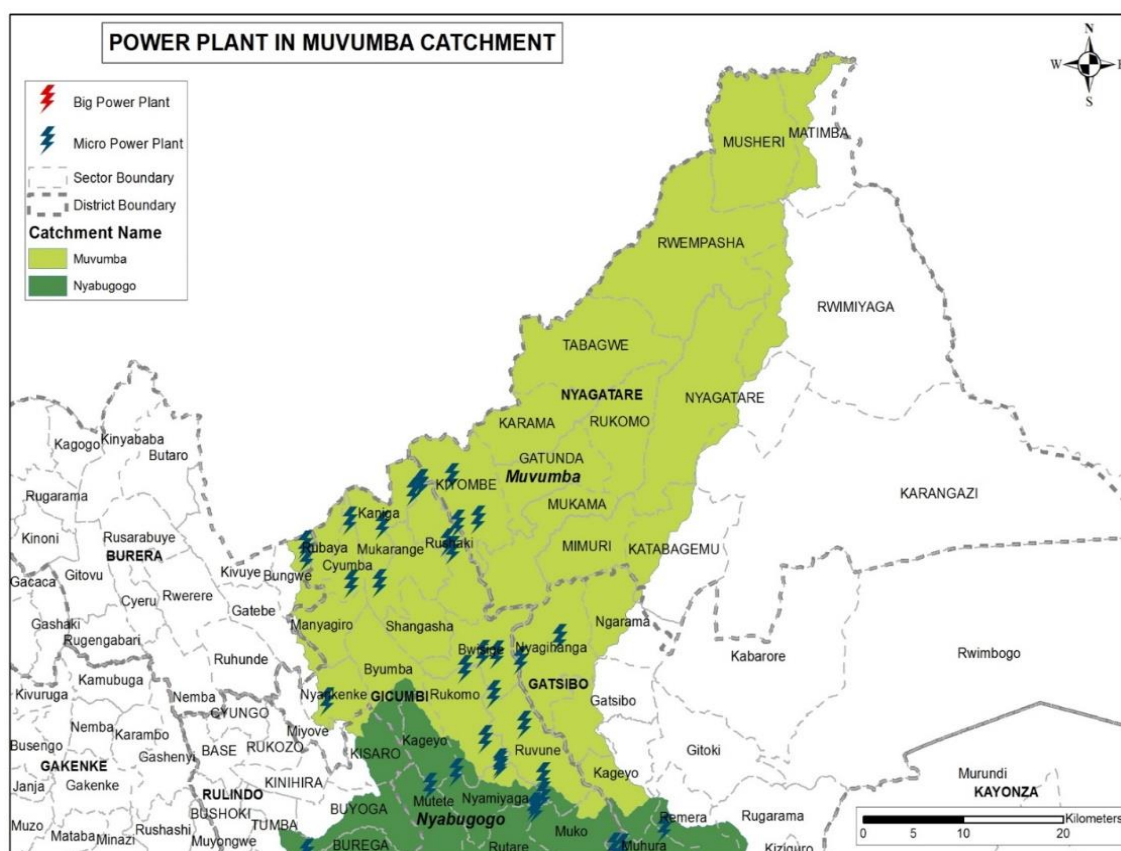 POWER PLANT IN MUVUMBA CATCHMENT
N
W E
S
Big Power Plant
Micro Power Plant
Sector Boundary
District Boundary
Catchment Name
Muvumba
Nyabugogo
MUSHERI
MATIMBA
RWEMPASHA
RWIMIYAGA
TABAGWE
NYAGATARE
NYAGATARE
KARAMA
RUKOMO
Kagogo
Kinyababa
Butaro
GATUNDA
Muvumba
KIYOMBE
Rugarama
KARANGAZI
MUKAMA
Kaniga
Kinoni
Rusarabuye
BURERA
Rubaya
Mukarange
Rushaki
MIMURI
KATABAGEMU
Cyumba
Gacaca
Gitovu
Kivuye
Bungwe
Cyeru
Rwerere
Gatebe
Gashaki
Rugengabari
Manyagiro
Shangasha
Ngarama
Bwisige
Nyagihanga
Ruhunde
Rwimbogo
Kabarore
Byumba
Kivuruga
Kamubuga
Nemba
Nyankenke
GICUMBI
Rukomo
GATSIBO
Gatsibo
CYUNGO
Miyove
Nemba
Karambo
Kageyo
Busengo
Gashenyi
BASE
RUKOZO
KISARO
Ruvune
Gitoki
GAKENKE
Kageyo
Murundi
KAYONZA
Janja
Gakenke
KINIHIRA
RULINDO
Mutete
Nyamiyaga
BUSHOKI
BUYOGA
Nyabugogo
Remera
Rugarama
Muzo
Mataba
Minazi
Rushashi
TUMBA
Muko
Muyongwe
BUREGA
Rutare
Muhura
Kiziguro
Kilometers
0 5 10 20